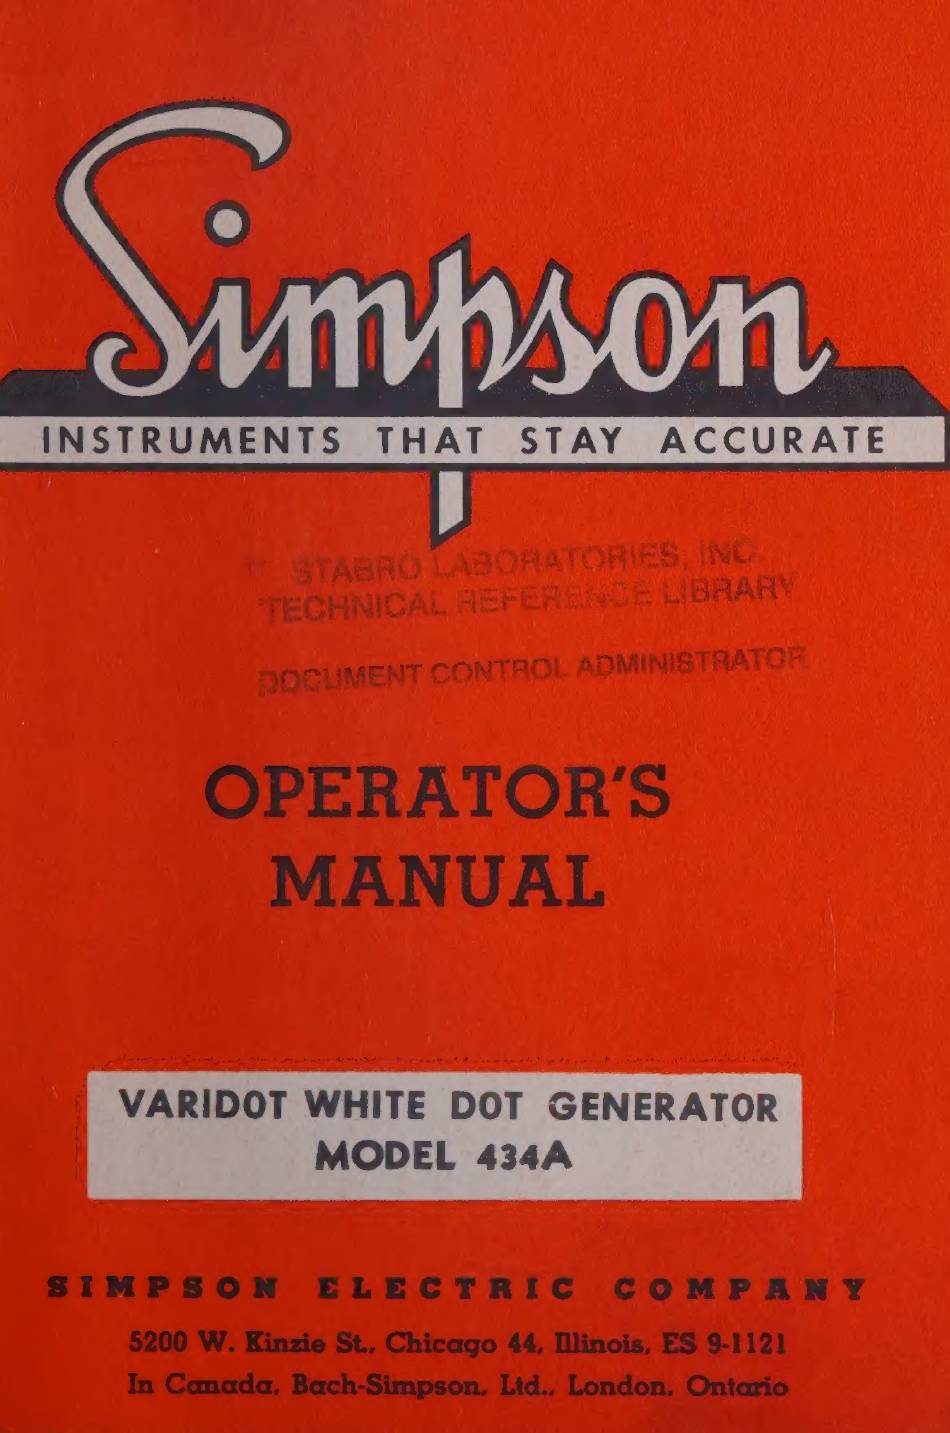 Simpson
INSTRUMENTS THAT STAY ACCURATE
STABRO LABORATORIES, INC.
TECHNICAL REFERENCE LIBRARY
DOCUMENT CONTROL ADMINISTRATOR
OPERATOR'S
MANUAL
VARIDOT WHITE DOT GENERATOR
MODEL 434A
SIMPSON ELECTRIC COMPANY
5200 W. Kinzie St., Chicago 44, Illinois, ES 9-1121
In Canada, Bach-Simpson, Ltd., London, Ontario